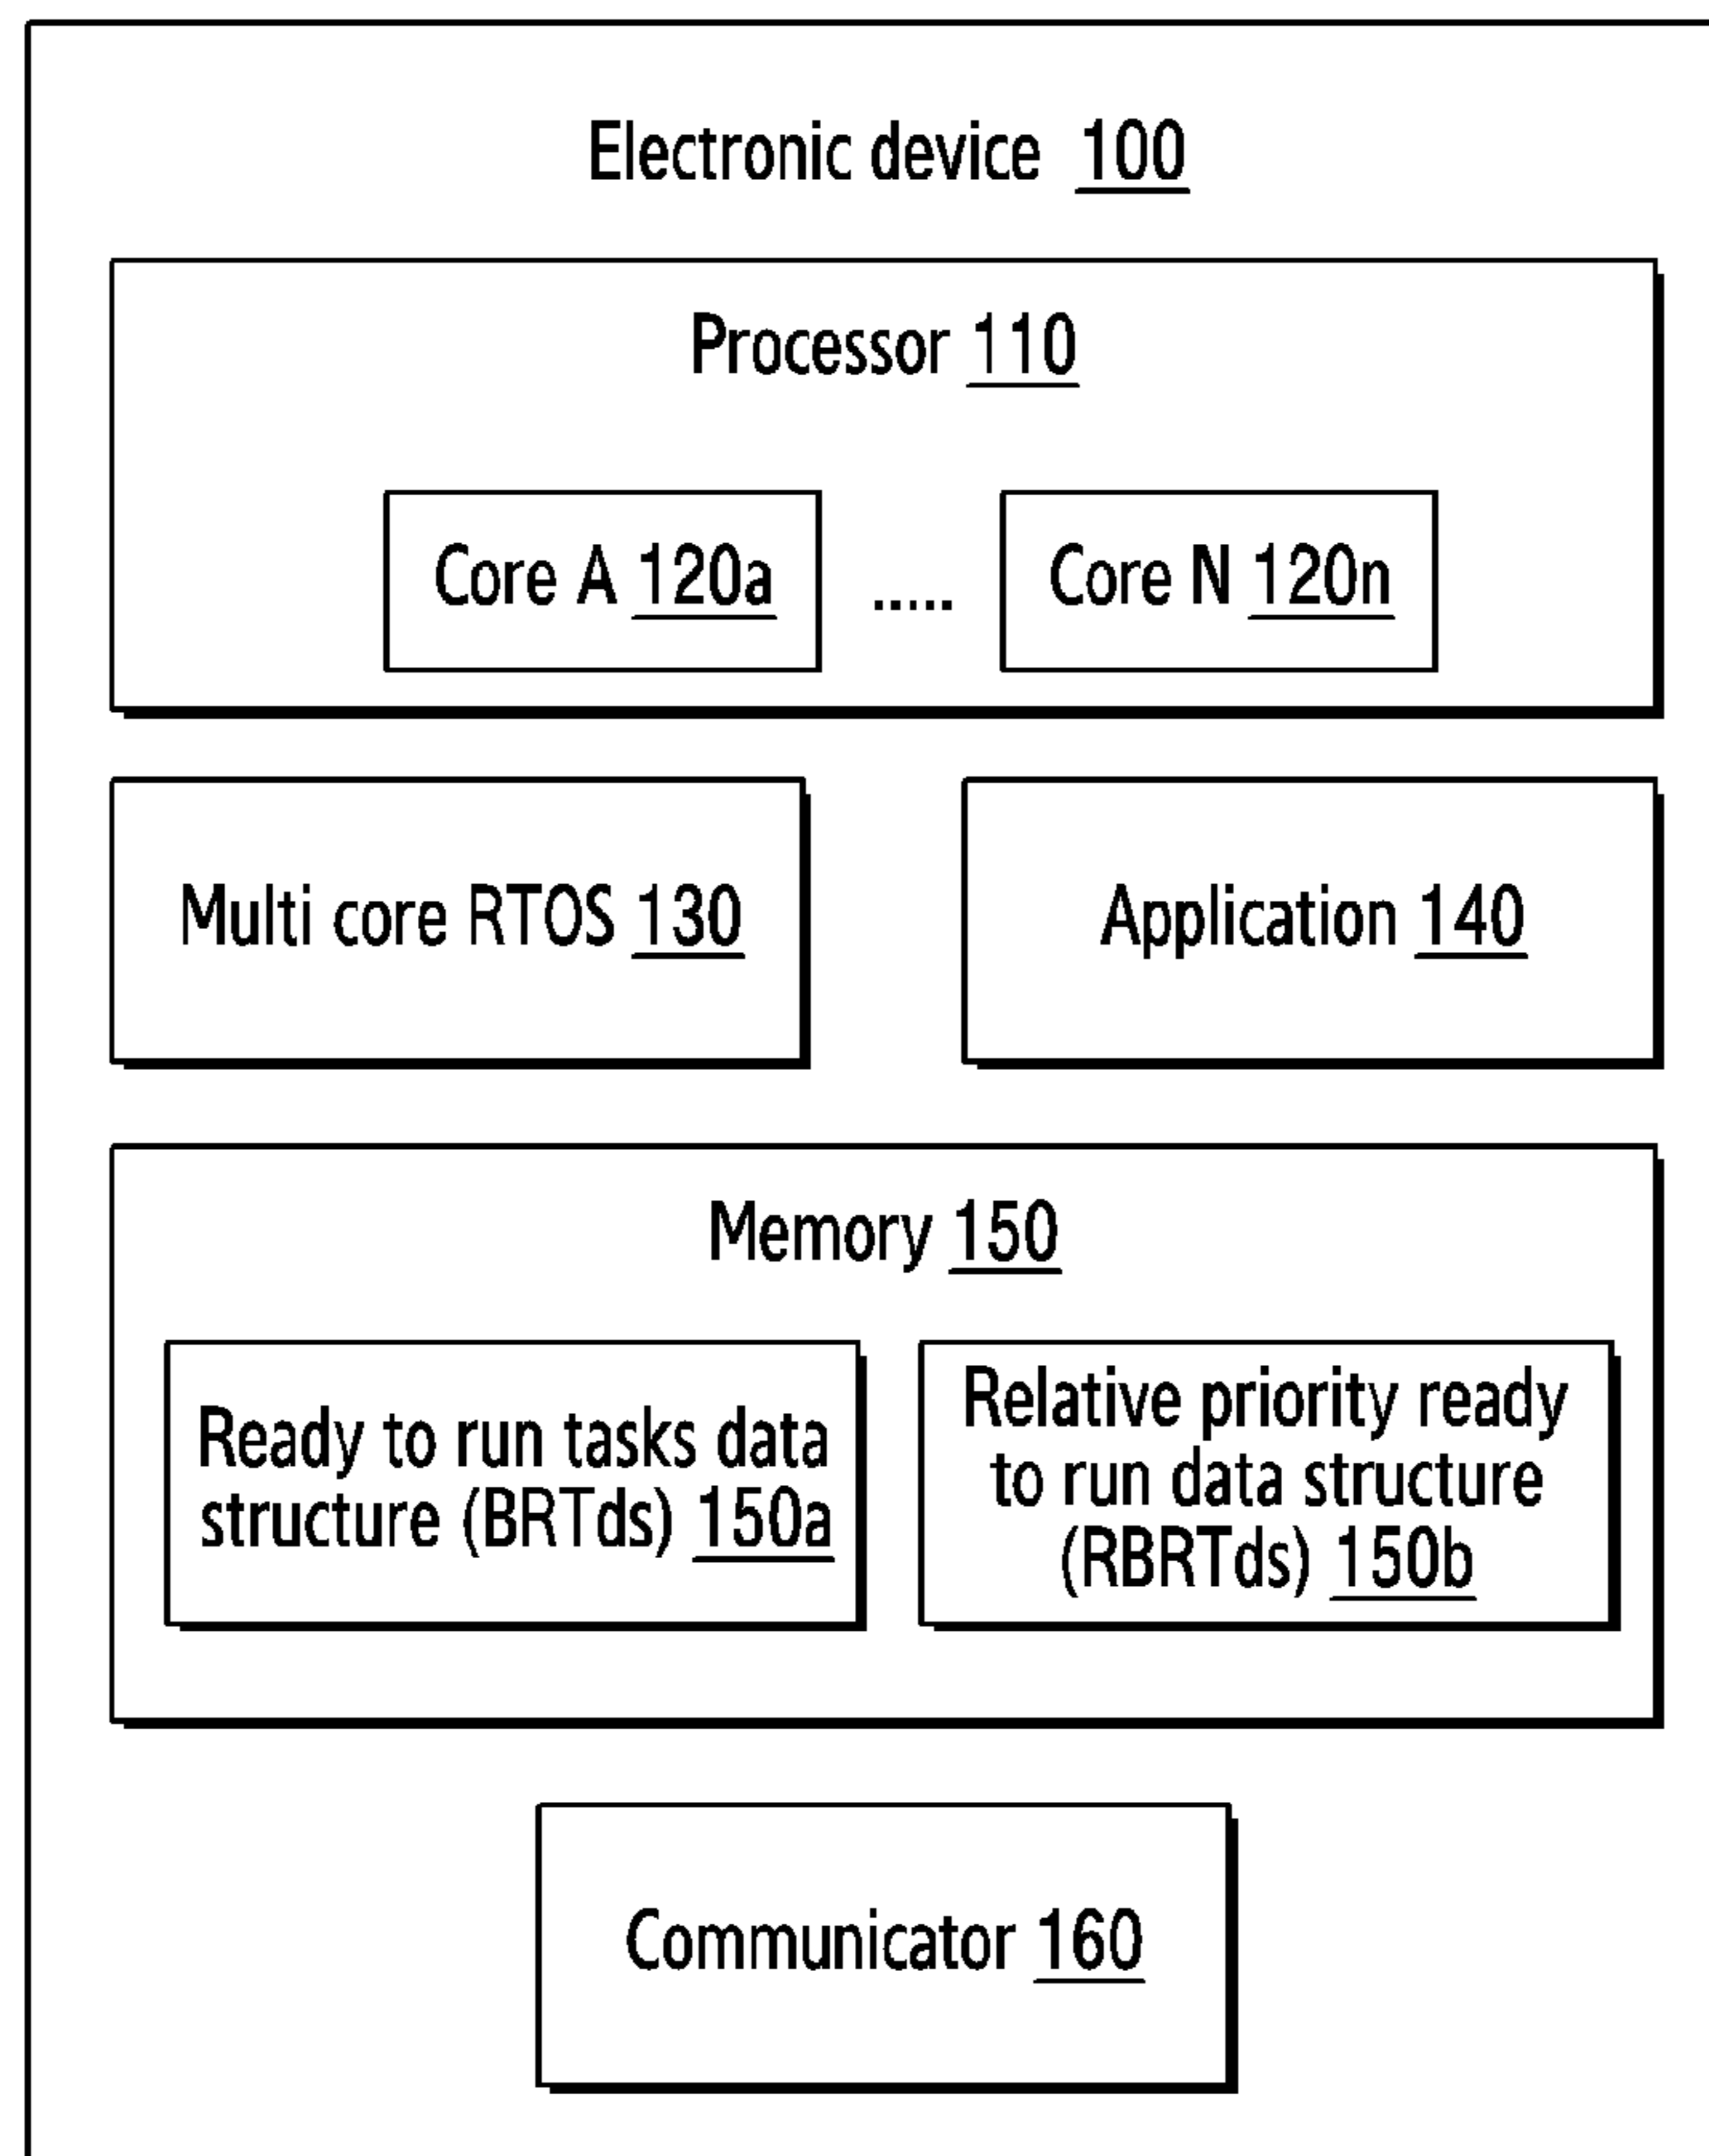 Electronic device 100
Processor 110
Core A 120a ..... Core N 120n
Multi core RTOS 130
Application 140
Memory 150
Ready to run tasks data
structure (BRTds) 150a
Relative priority ready
to run data structure
(RBRTds) 150b
Communicator 160